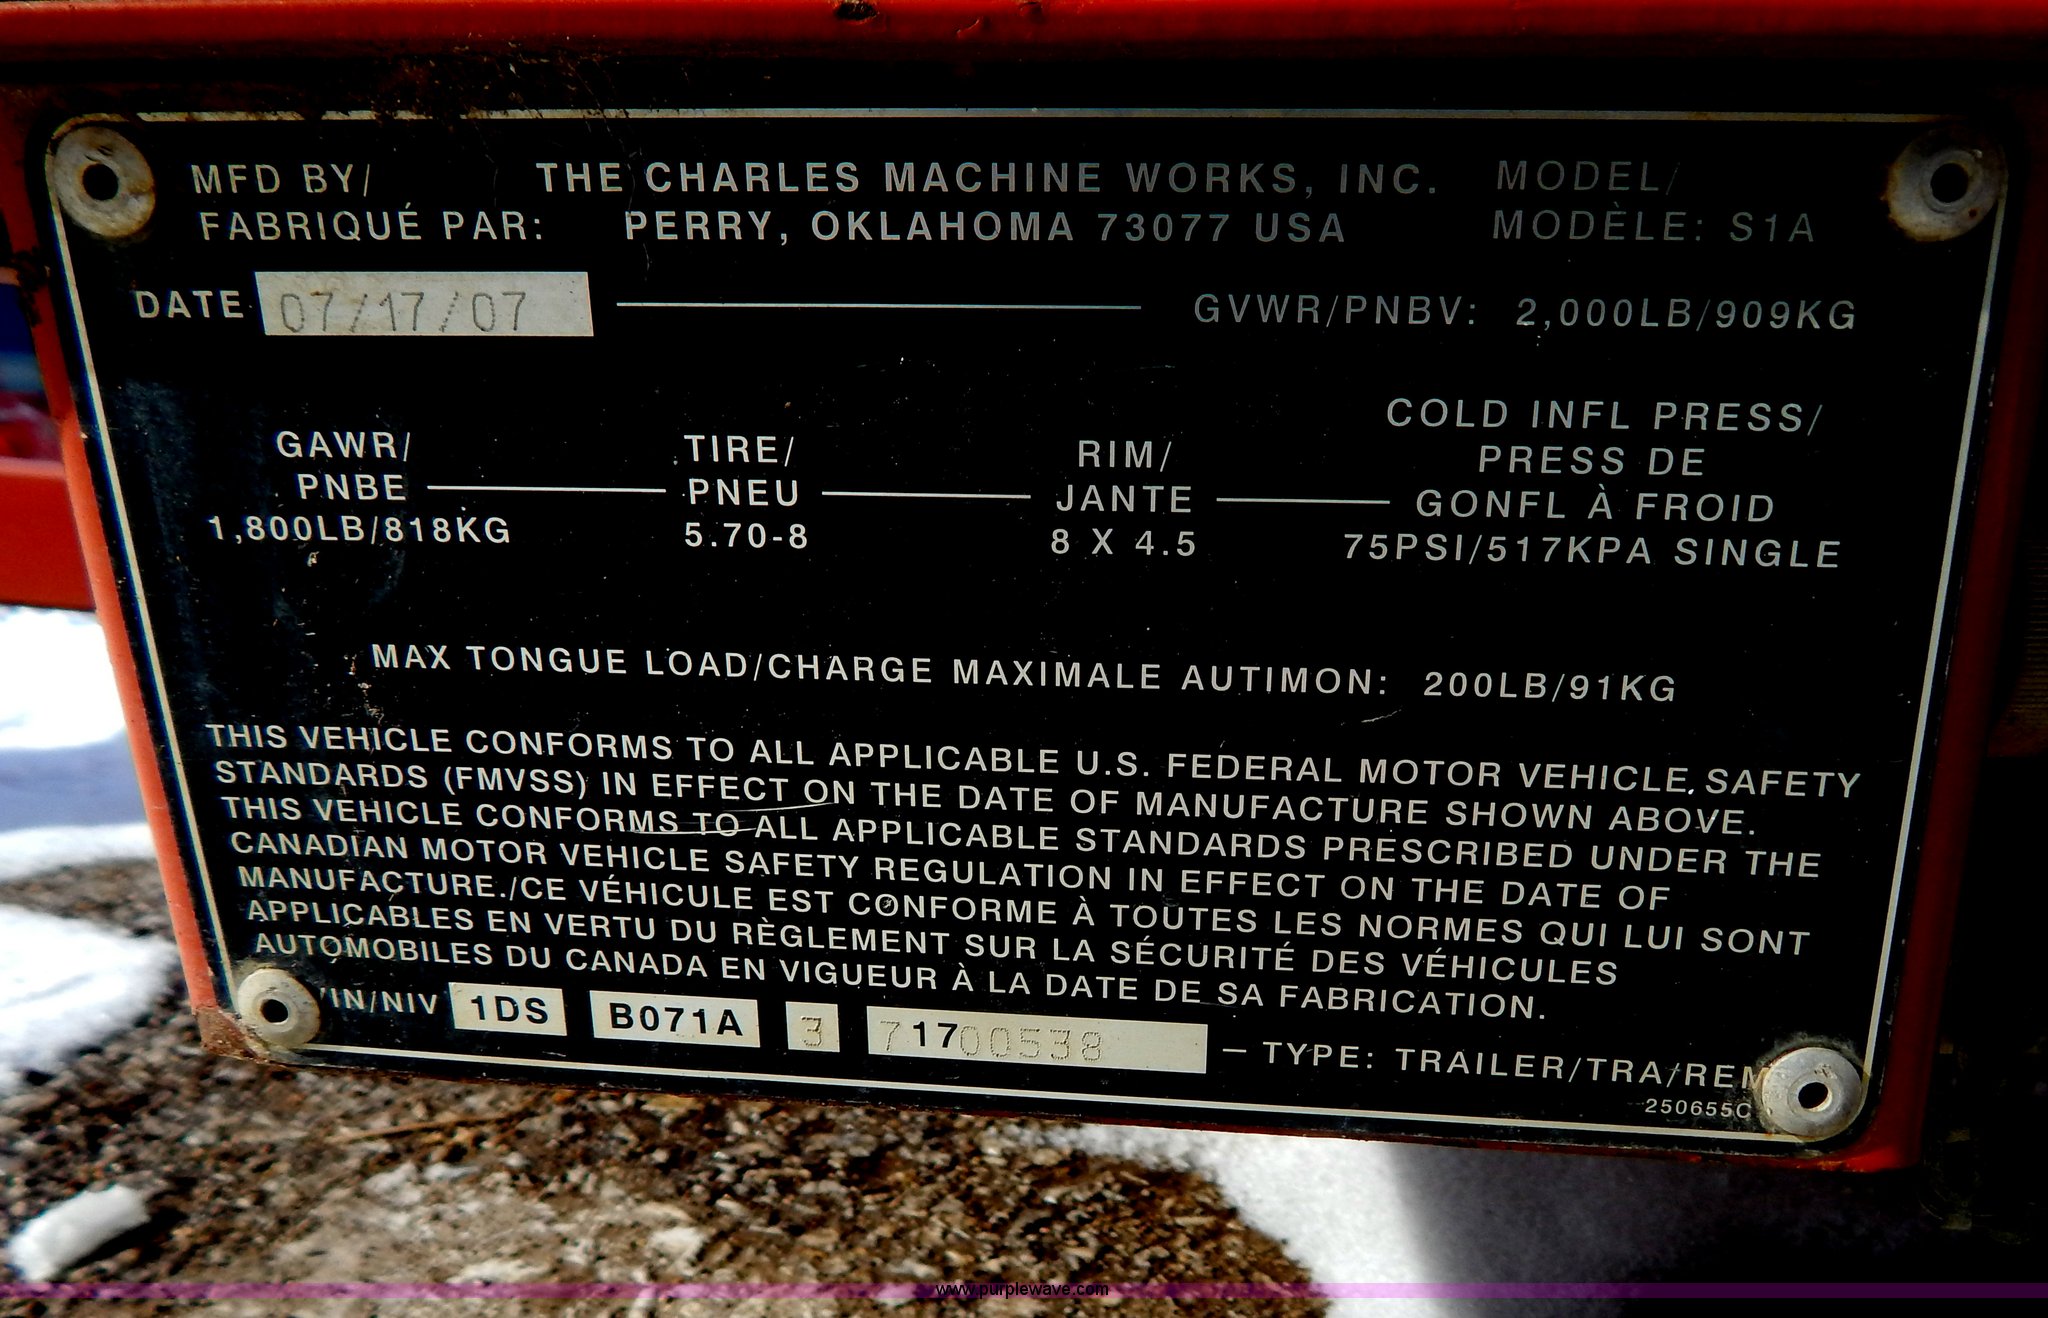 MFD BY/ THE CHARLES MACHINE WORKS, INC. MODEL/
FABRIQUÉ PAR: PERRY, OKLAHOMA 73077 USA MODÈLE: S1A
DATE 07/17/07 GVWR/PNBV: 2,000LB/909KG
GAWR/
PNBE
1,800LB/818KG
TIRE/
PNEU
5.70-8
RIM/
JANTE
8 X 4.5
COLD INFL PRESS/
PRESS DE
GONFL À FROID
75PSI/517KPA SINGLE
MAX TONGUE LOAD/CHARGE MAXIMALE AUTIMON: 200LB/91KG
THIS VEHICLE CONFORMS TO ALL APPLICABLE U.S. FEDERAL MOTOR VEHICLE SAFETY
STANDARDS (FMVSS) IN EFFECT ON THE DATE OF MANUFACTURE SHOWN ABOVE.
THIS VEHICLE CONFORMS TO ALL APPLICABLE STANDARDS PRESCRIBED UNDER THE
CANADIAN MOTOR VEHICLE SAFETY REGULATION IN EFFECT ON THE DATE OF
MANUFACTURE./CE VÉHICULE EST CONFORME À TOUTES LES NORMES QUI LUI SONT
APPLICABLES EN VERTU DU RÈGLEMENT SUR LA SÉCURITÉ DES VÉHICULES
AUTOMOBILES DU CANADA EN VIGUEUR À LA DATE DE SA FABRICATION.
VIN/NIV 1DS B071A 3 71700538 – TYPE: TRAILER/TRA/REM
250655C
www.purplewave.com